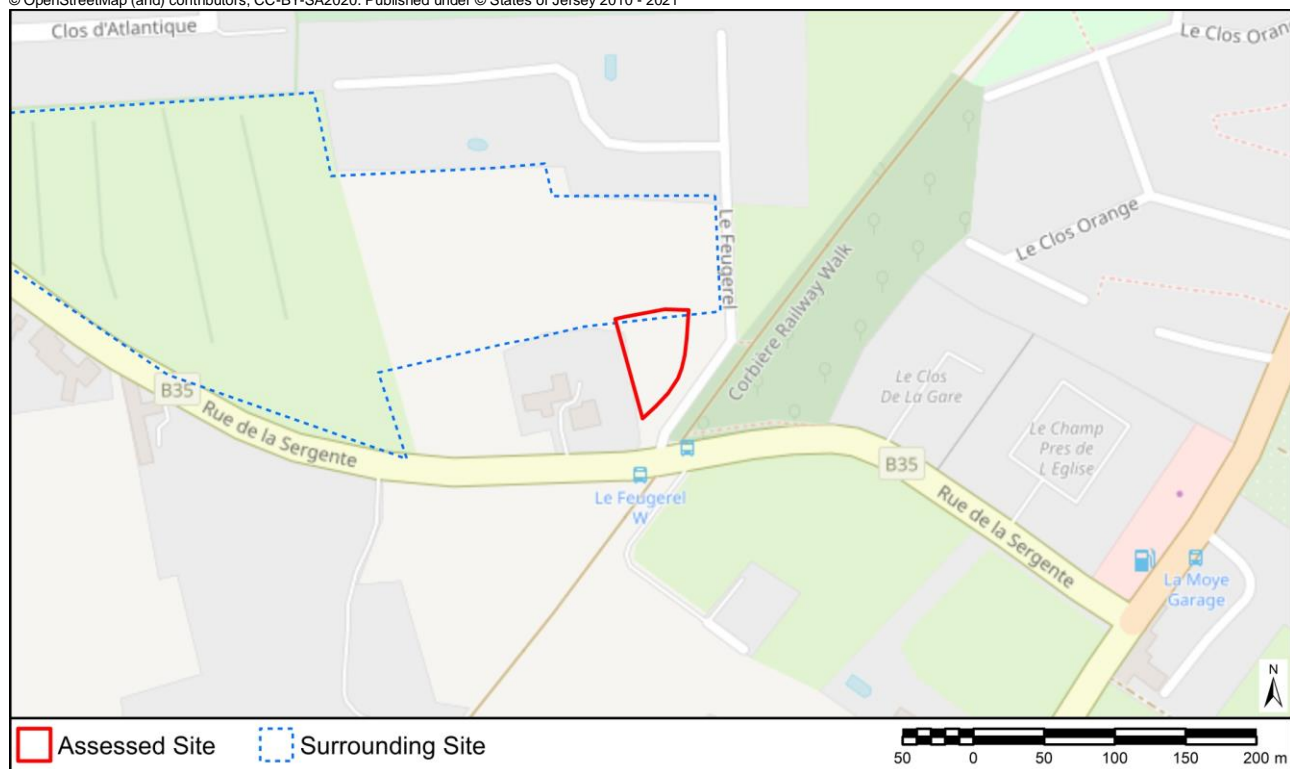 © OpenStreetMap (and) contributors, CC-BY-SA2020. Published under © States of Jersey 2010 - 2021
Clos d'Atlantique
Le Clos Oran
Le Feugerel
Le Clos Orange
Corbière Railway Walk
B35
Rue de la Sergente
Le Clos
De La Gare
Le Champ
Pres de
L Eglise
B35
Le Feugerel
W
Rue de la Sergente
La Moye
Garage
N
Assessed Site
Surrounding Site
50 0 50 100 150 200 m